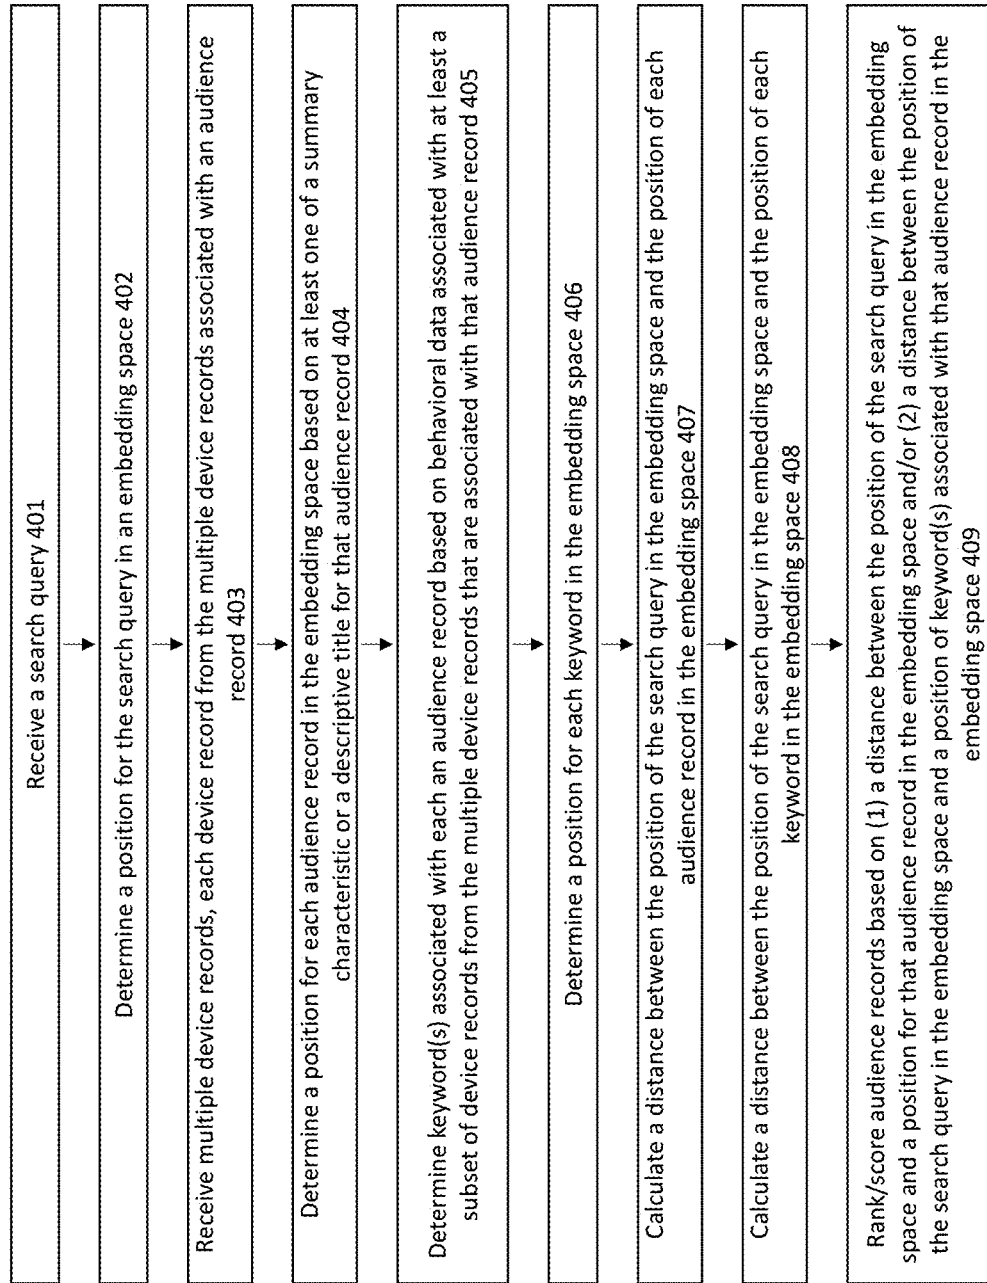 Receive a search query 401
Determine a position for the search query in an embedding space 402
Receive multiple device records, each device record from the multiple device records associated with an audience
record 403
Determine a position for each audience record in the embedding space based on at least one of a summary
characteristic or a descriptive title for that audience record 404
Determine keyword(s) associated with each an audience record based on behavioral data associated with at least a
subset of device records from the multiple device records that are associated with that audience record 405
Determine a position for each keyword in the embedding space 406
Calculate a distance between the position of the search query in the embedding space and the position of each
audience record in the embedding space 407
Calculate a distance between the position of the search query in the embedding space and the position of each
keyword in the embedding space 408
Rank/score audience records based on (1) a distance between the position of the search query in the embedding
space and a position for that audience record in the embedding space and/or (2) a distance between the position of
the search query in the embedding space and a position of keyword(s) associated with that audience record in the
embedding space 409